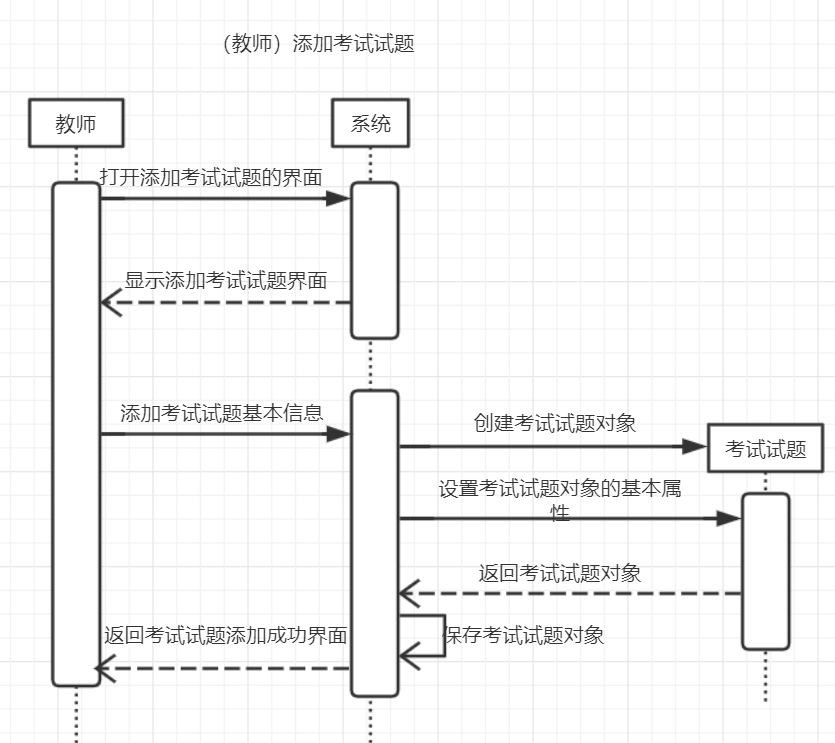 （教师）添加考试试题
教师
系统
打开添加考试试题的界面
显示添加考试试题界面
添加考试试题基本信息
创建考试试题对象
考试试题
设置考试试题对象的基本属
性
返回考试试题对象
返回考试试题添加成功界面
保存考试试题对象